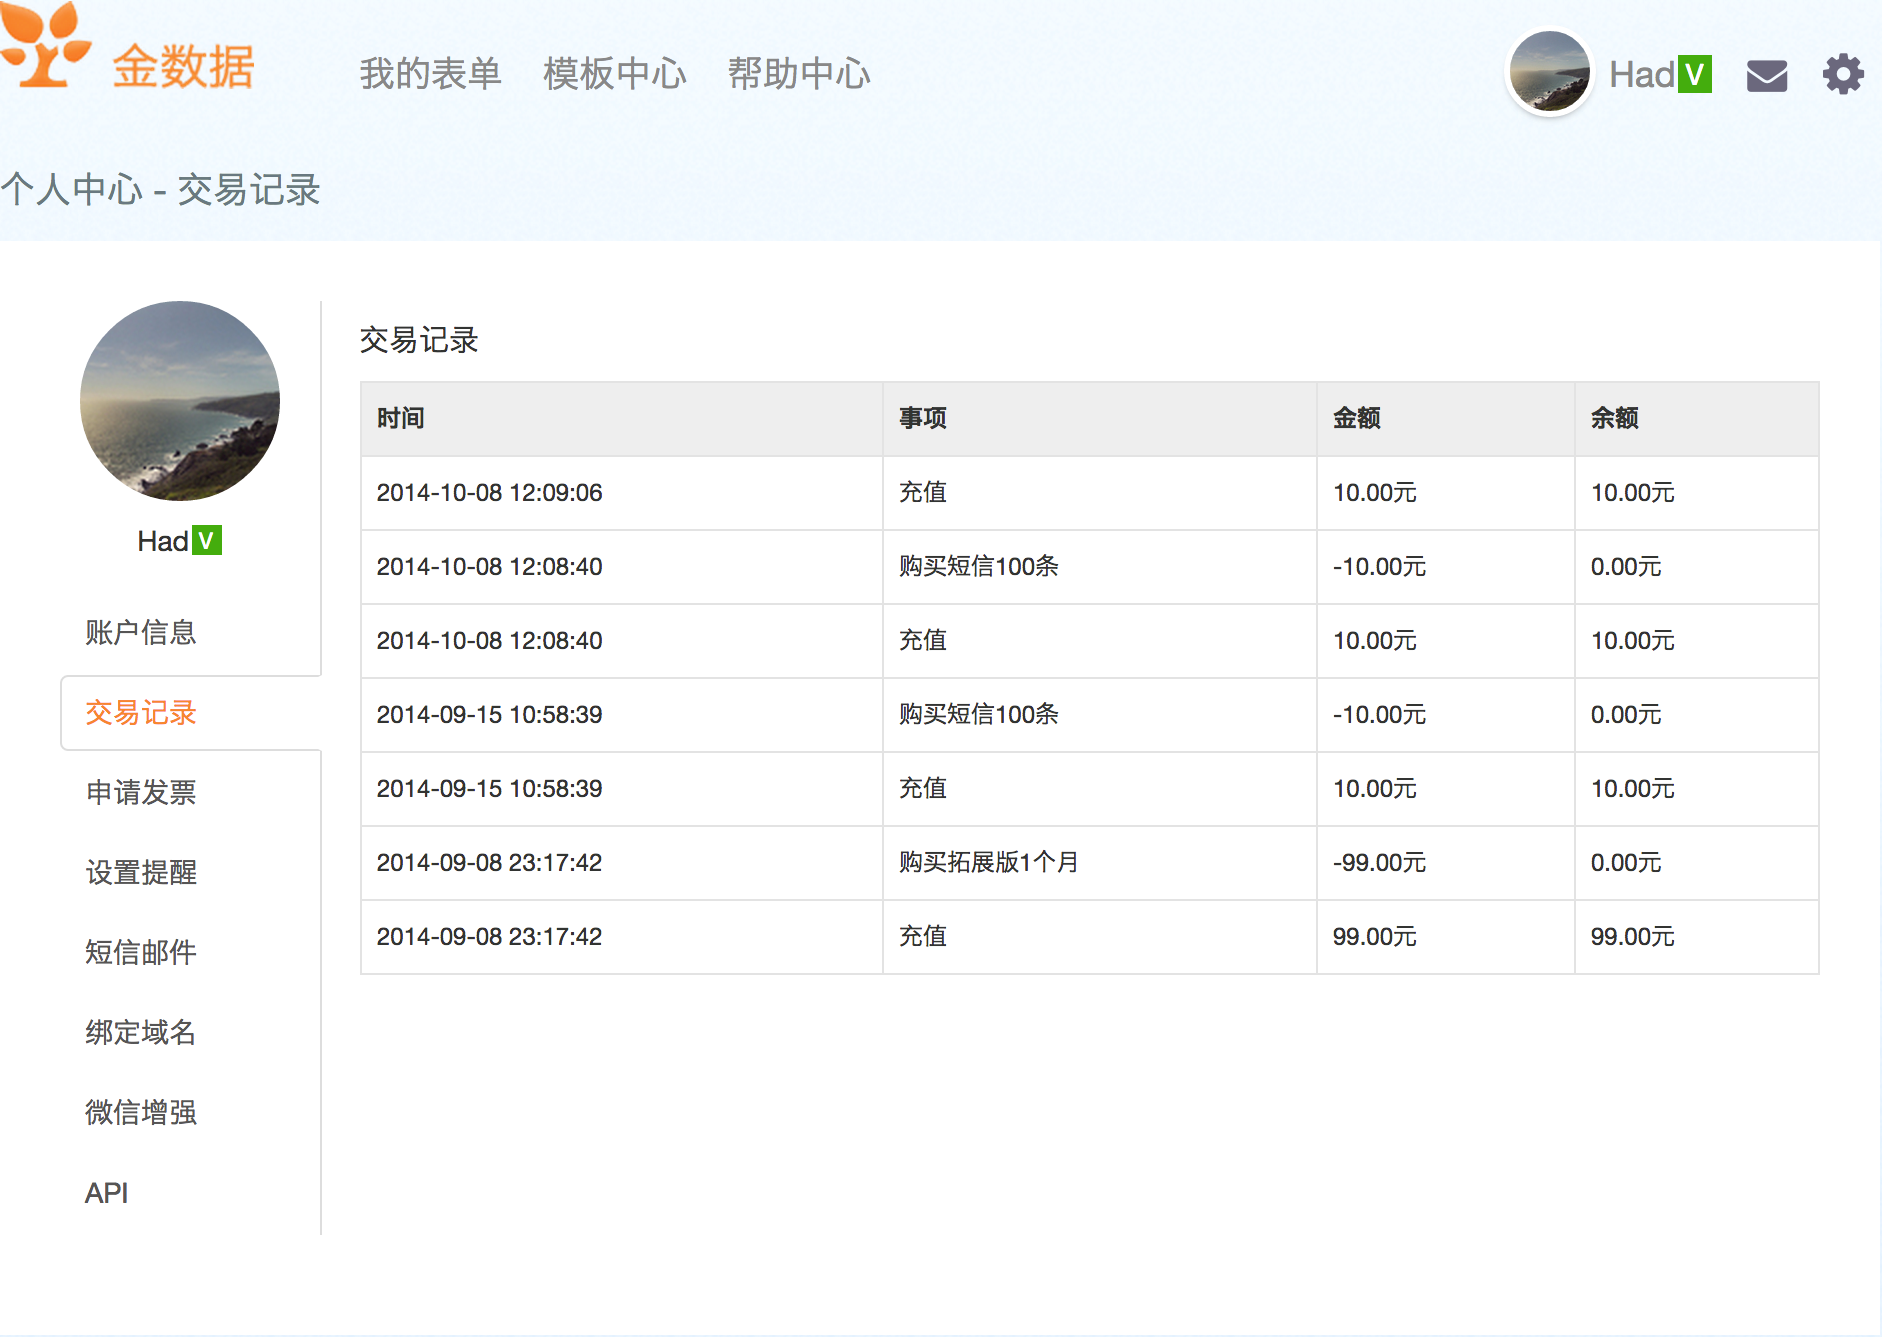 金数据
我的表单 模板中心 帮助中心
Had V
个人中心 - 交易记录
Had V
账户信息
交易记录
申请发票
设置提醒
短信邮件
绑定域名
微信增强
API
交易记录
时间 事项 金额 余额
2014-10-08 12:09:06 充值 10.00元 10.00元
2014-10-08 12:08:40 购买短信100条 -10.00元 0.00元
2014-10-08 12:08:40 充值 10.00元 10.00元
2014-09-15 10:58:39 购买短信100条 -10.00元 0.00元
2014-09-15 10:58:39 充值 10.00元 10.00元
2014-09-08 23:17:42 购买拓展版1个月 -99.00元 0.00元
2014-09-08 23:17:42 充值 99.00元 99.00元